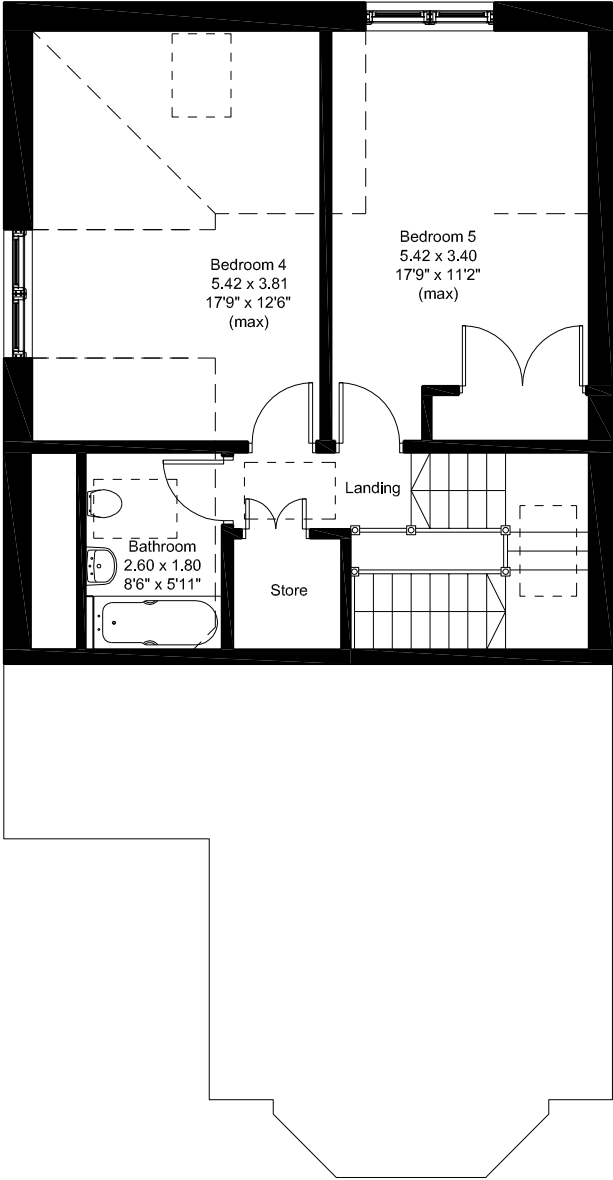 Bedroom 4
5.42 x 3.81
17'9" x 12'6"
(max)
Bedroom 5
5.42 x 3.40
17'9" x 11'2"
(max)
Landing
Bathroom
2.60 x 1.80
8'6" x 5'11"
Store